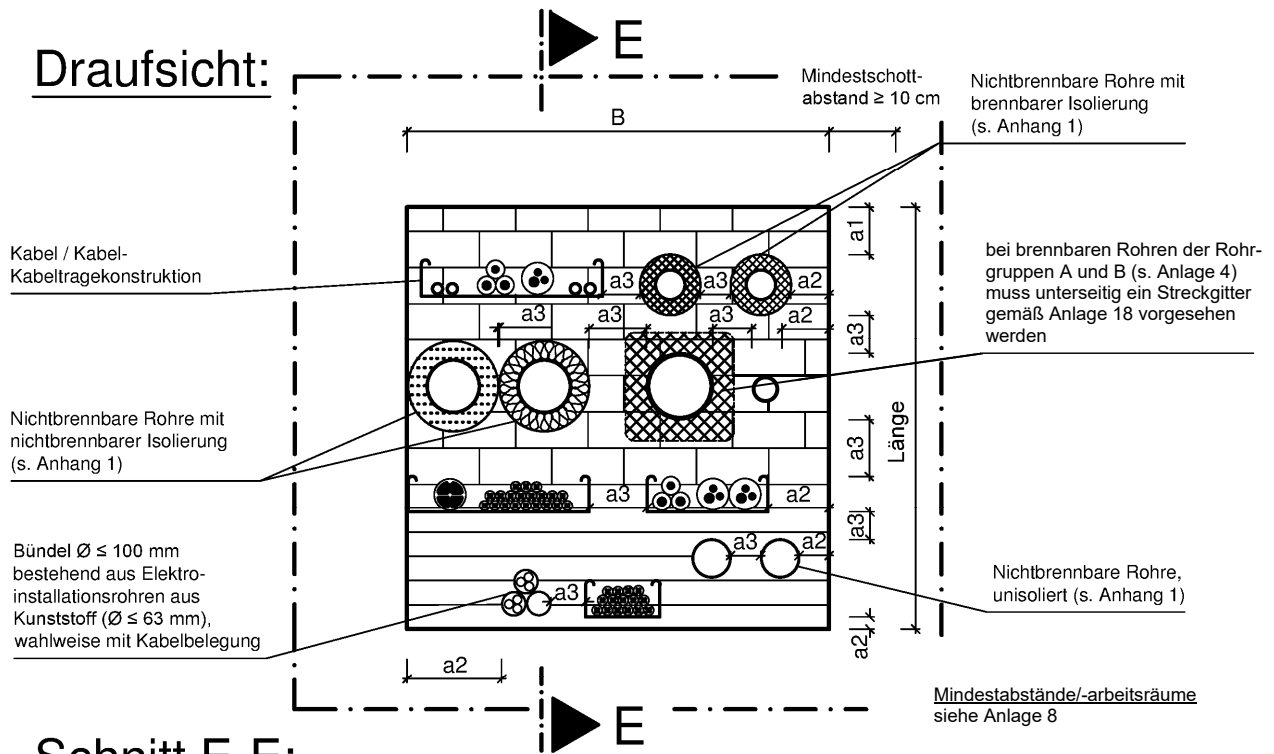 Draufsicht:
E
Mindestschott-
abstand ≥ 10 cm
Nichtbrennbare Rohre mit
brennbarer Isolierung
(s. Anhang 1)
B
a1
Kabel / Kabel-
Kabeltragekonstruktion
bei brennbaren Rohren der Rohr-
gruppen A und B (s. Anlage 4)
muss unterseitig ein Streckgitter
gemäß Anlage 18 vorgesehen
werden
a3 a3 a2
a3 a3 a3 a2
a3
Länge
Nichtbrennbare Rohre mit
nichtbrennbarer Isolierung
(s. Anhang 1)
a3
a3 a2
a3
a3 a2
Bündel Ø ≤ 100 mm
bestehend aus Elektro-
installationsrohren aus
Kunststoff (Ø ≤ 63 mm),
wahlweise mit Kabelbelegung
Nichtbrennbare Rohre,
unisoliert (s. Anhang 1)
a3
a2
a2
Mindestabstände/-arbeitsräume
siehe Anlage 8
E
Schnitt E-E: